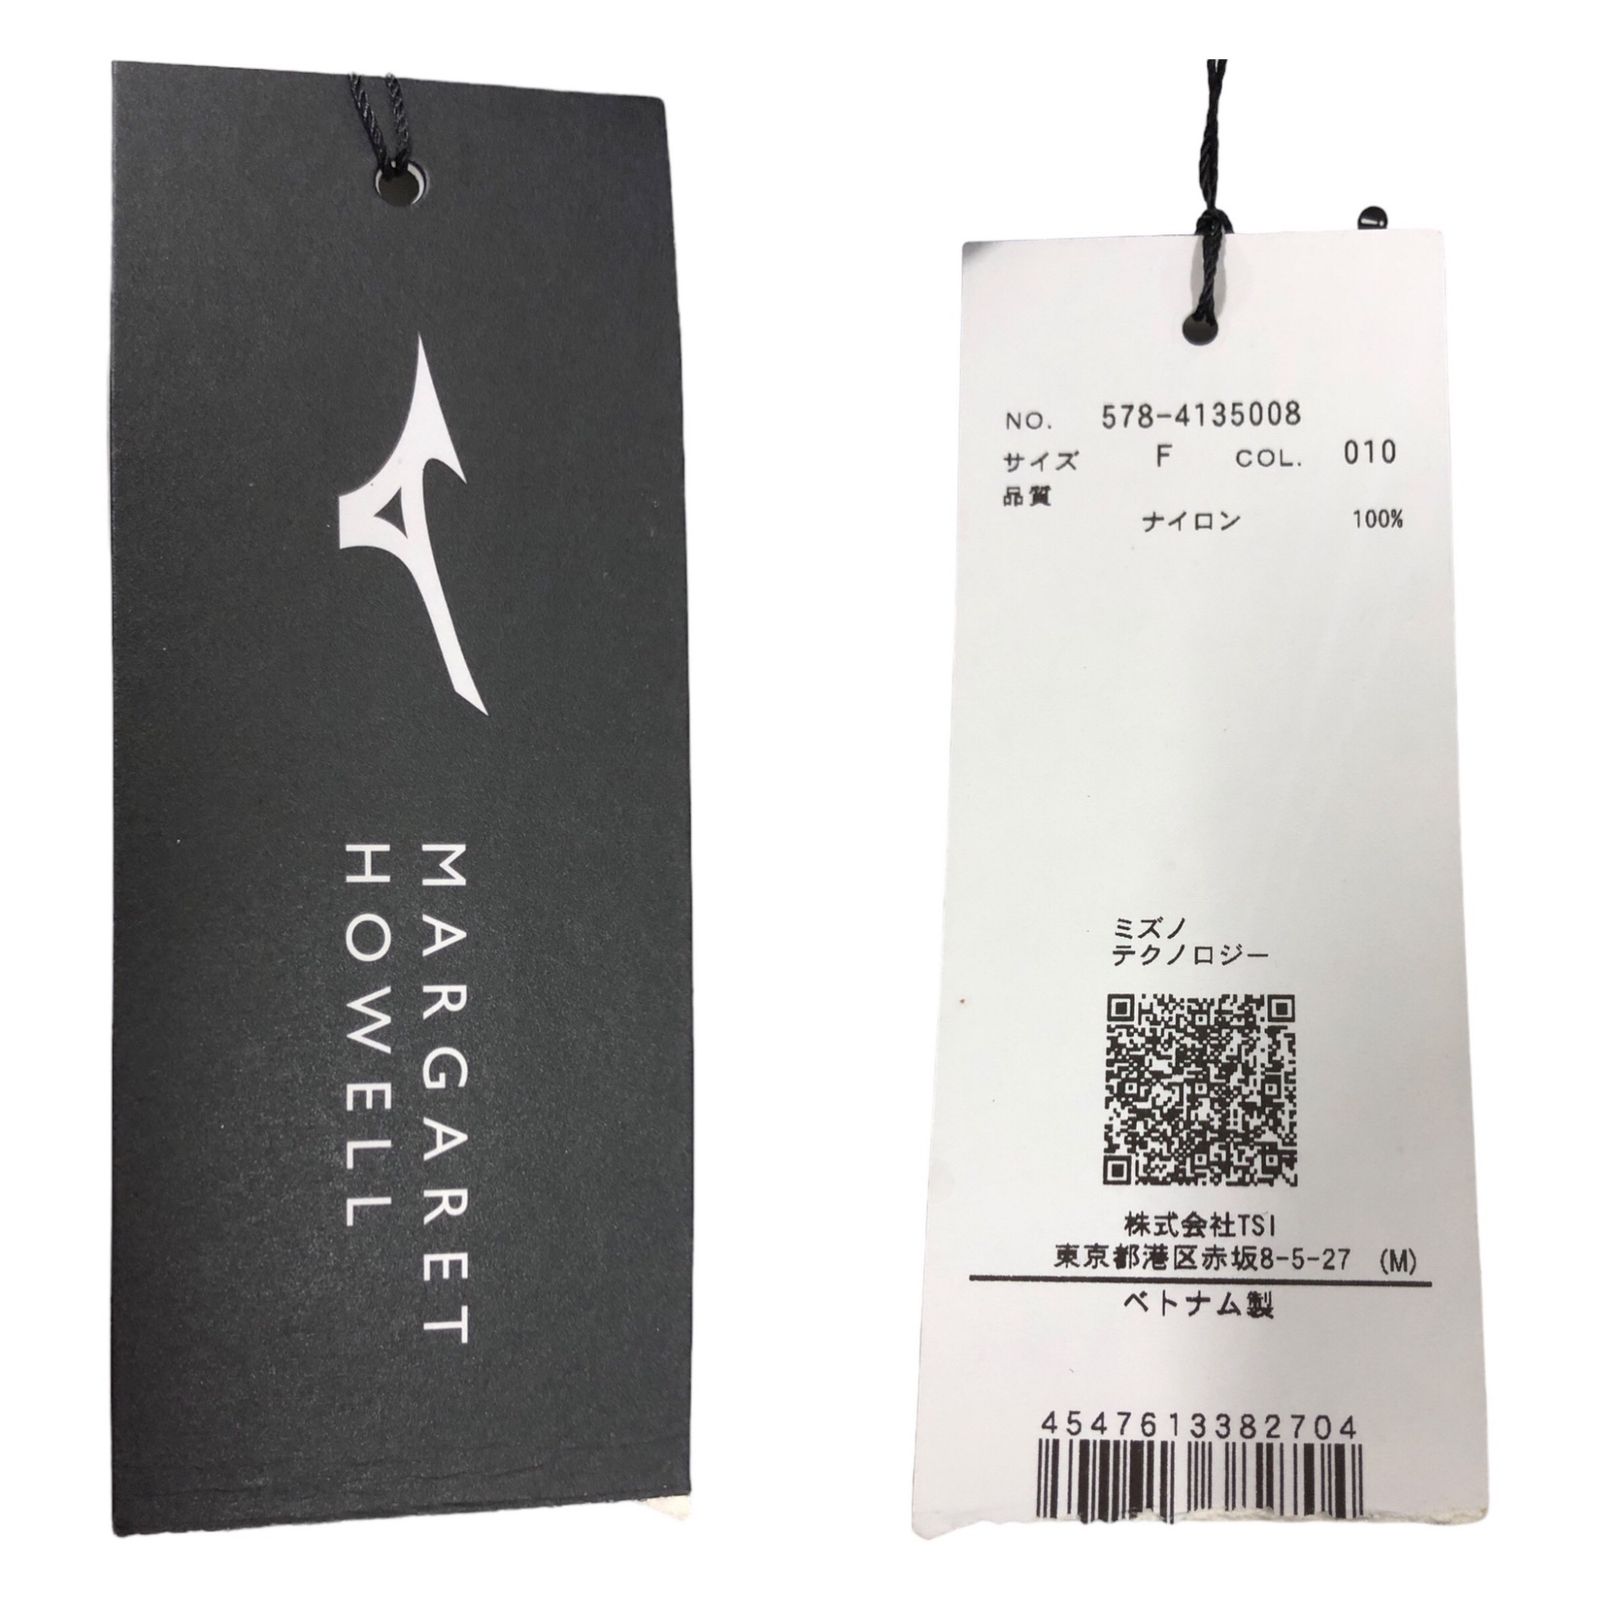 MARGARET
HOWELL
NO. 578-4135008
サイズ F COL. 010
品質
ナイロン 100%
ミズノ
テクノロジー
株式会社TSI
東京都港区赤坂8-5-27 (M)
ベトナム製
4547613382704